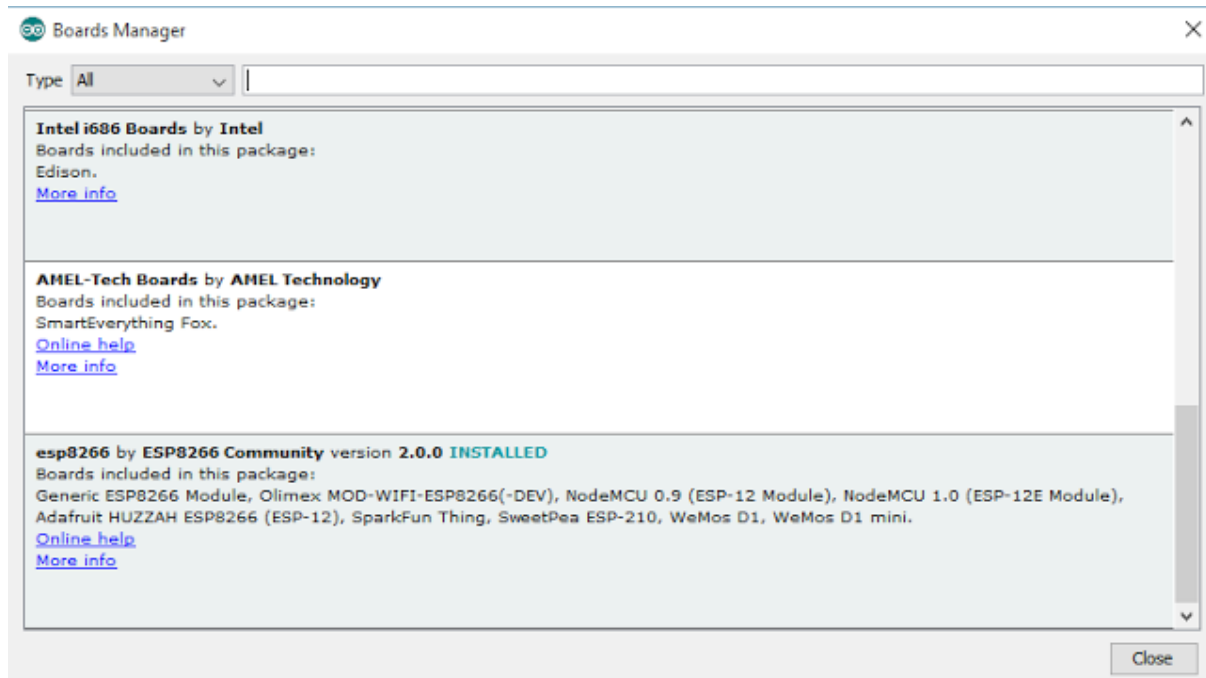 Boards Manager
Type All
Intel i686 Boards by Intel
Boards included in this package:
Edison.
More info
AMEL-Tech Boards by AMEL Technology
Boards included in this package:
SmartEverything Fox.
Online help
More info
esp8266 by ESP8266 Community version 2.0.0 INSTALLED
Boards included in this package:
Generic ESP8266 Module, Olimex MOD-WIFI-ESP8266(-DEV), NodeMCU 0.9 (ESP-12 Module), NodeMCU 1.0 (ESP-12E Module),
Adafruit HUZZAH ESP8266 (ESP-12), SparkFun Thing, SweetPea ESP-210, WeMos D1, WeMos D1 mini.
Online help
More info
Close